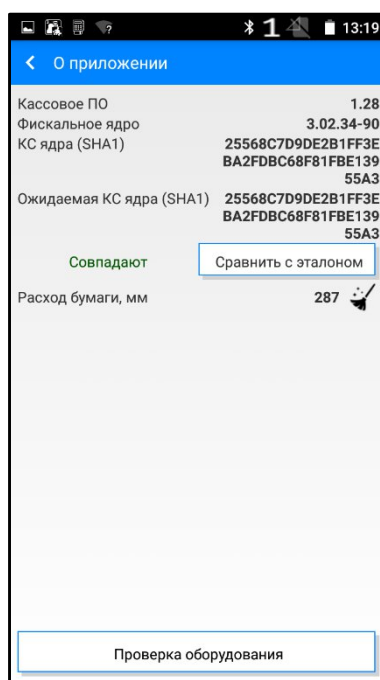 1 13:19
О приложении
Кассовое ПО 1.28
Фискальное ядро 3.02.34-90
КС ядра (SHA1) 25568C7D9DE2B1FF3E
BA2FDBC68F81FBE139
55A3
Ожидаемая КС ядра (SHA1) 25568C7D9DE2B1FF3E
BA2FDBC68F81FBE139
55A3
Совпадают Сравнить с эталоном
Расход бумаги, мм 287
Проверка оборудования